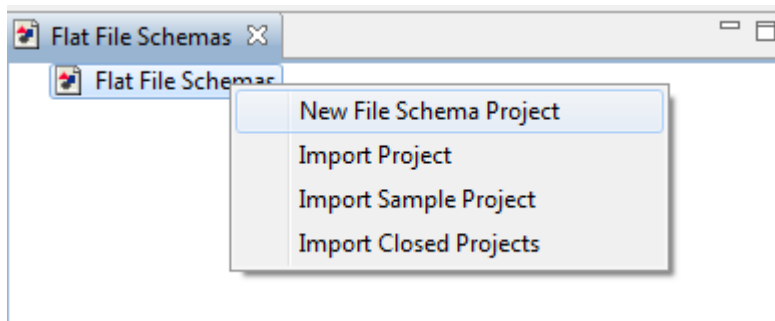 Flat File Schemas
Flat File Schemas
New File Schema Project
Import Project
Import Sample Project
Import Closed Projects